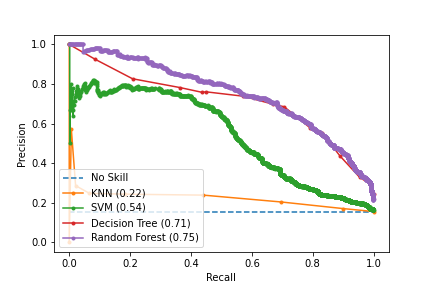 1.0
0.8
0.6
0.4
0.2
0.0
Precision
No Skill
KNN (0.22)
SVM (0.54)
Decision Tree (0.71)
Random Forest (0.75)
0.0 0.2 0.4 0.6 0.8 1.0
Recall